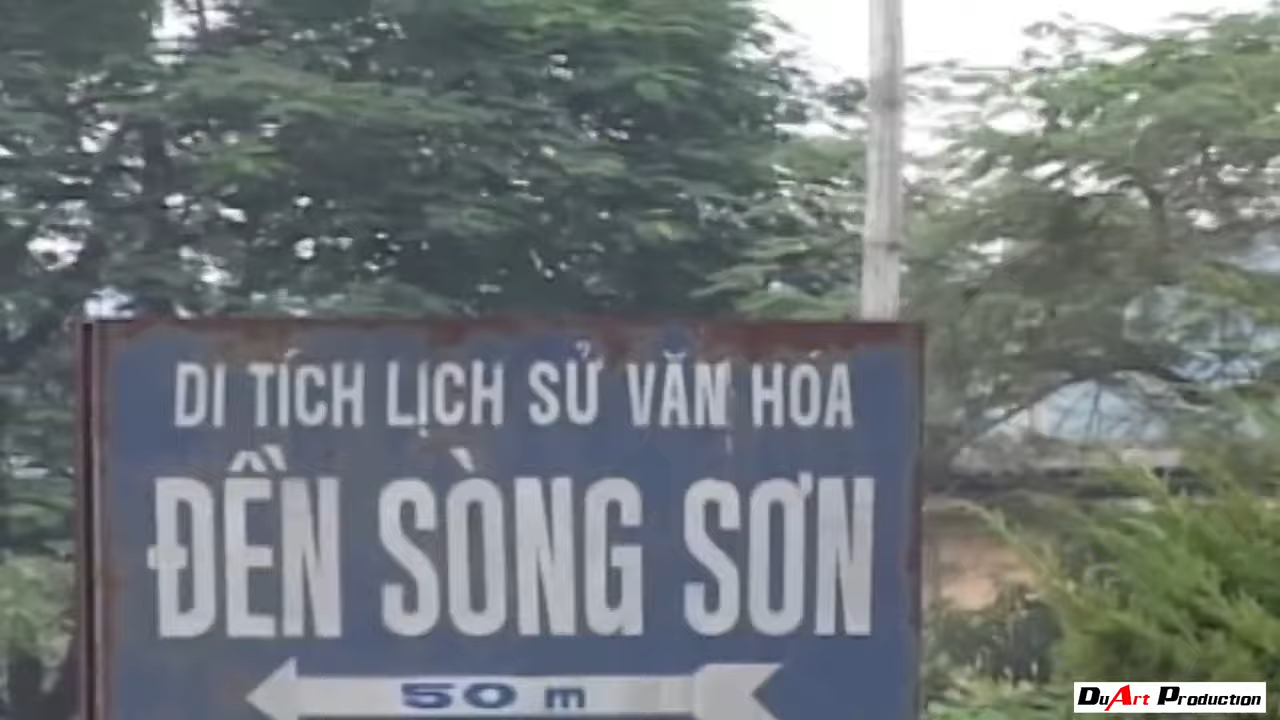 DI TÍCH LỊCH SỬ VĂN HÓA
ĐỀN SÒNG SƠN
50 m
DuArt Production